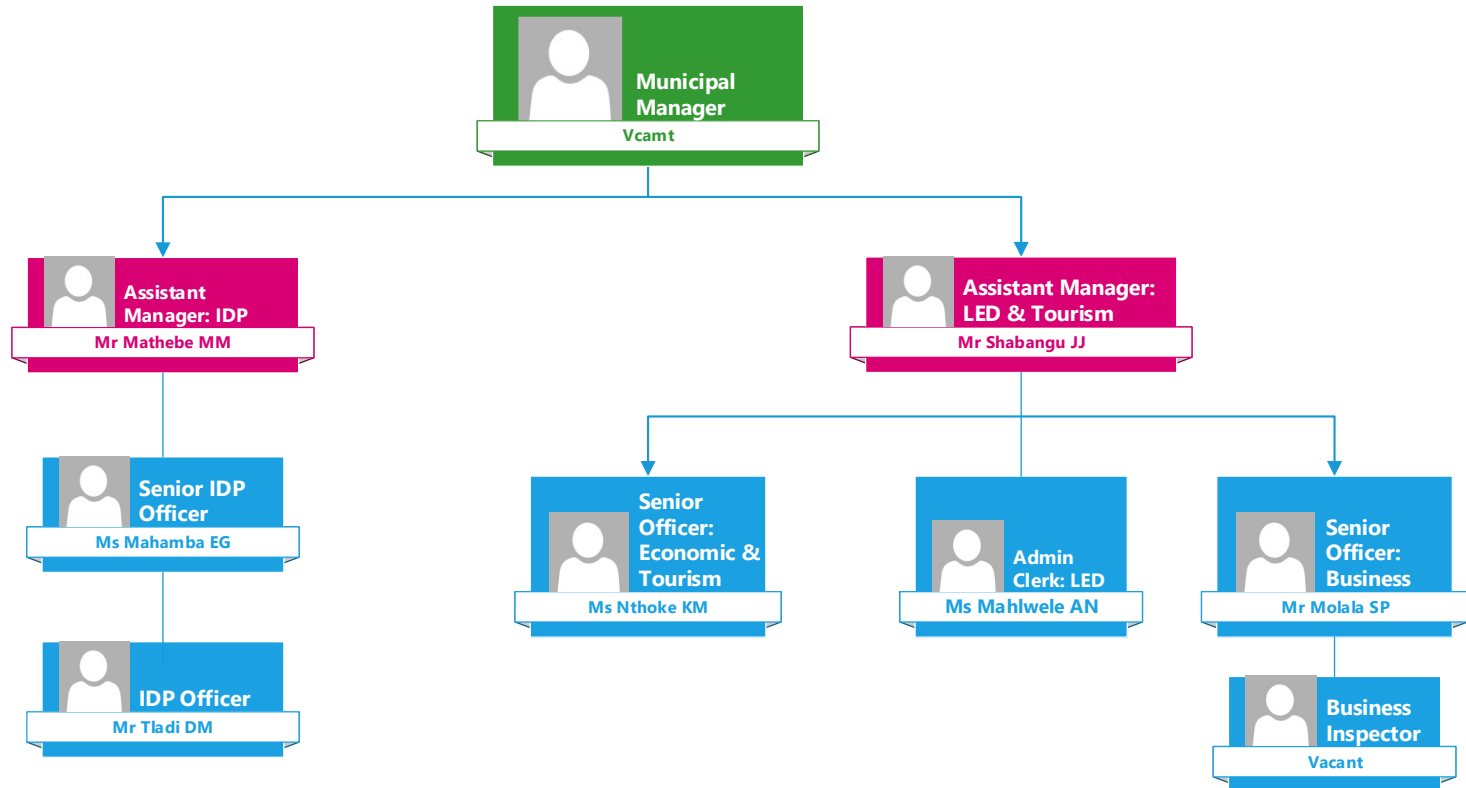 Municipal
Manager
Vcamt
Assistant
Manager: IDP
Mr Mathebe MM
Assistant Manager:
LED & Tourism
Mr Shabangu JJ
Senior IDP
Officer
Ms Mahamba EG
Senior
Officer:
Economic &
Tourism
Ms Nthoke KM
Admin
Clerk: LED
Ms Mahlwele AN
Senior
Officer:
Business
Mr Molala SP
IDP Officer
Mr Tladi DM
Business
Inspector
Vacant